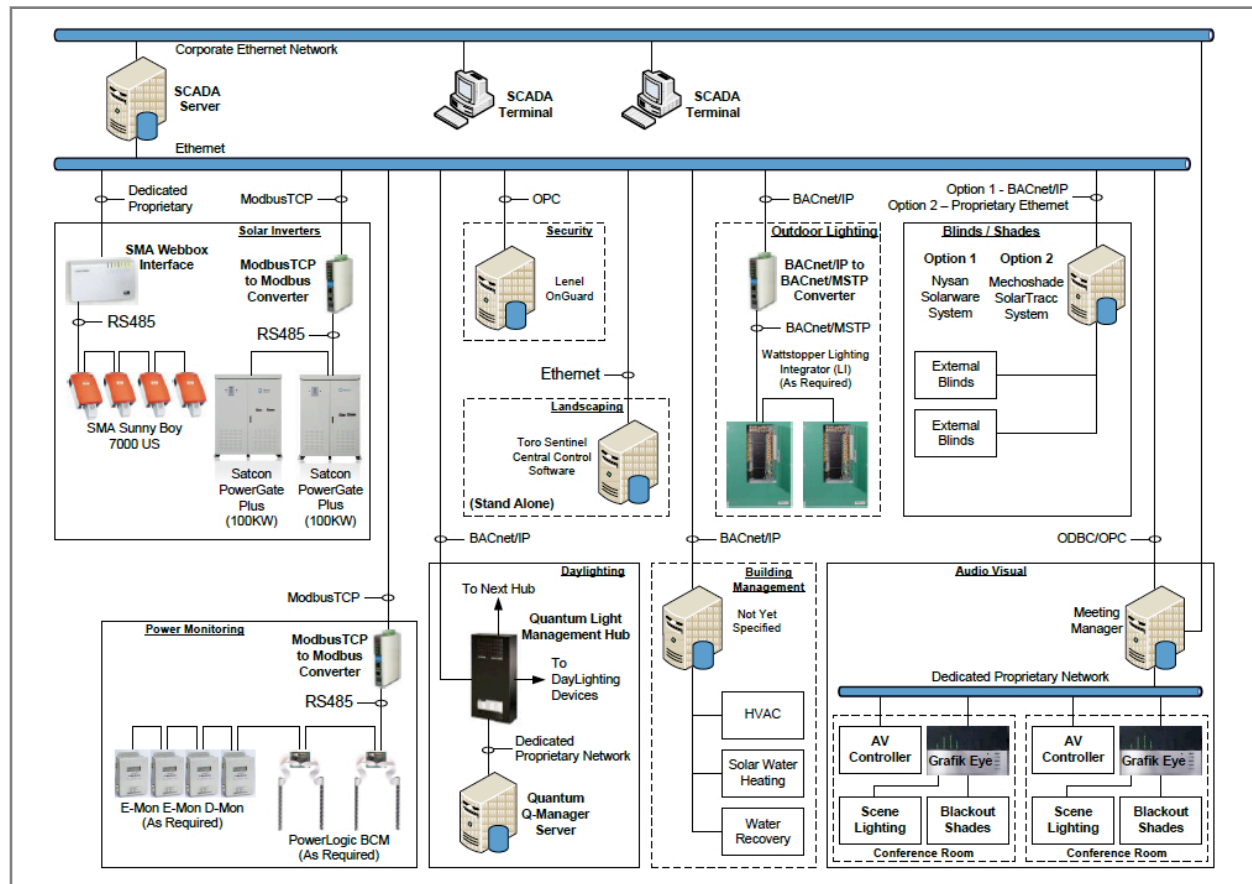 Corporate Ethernet Network
SCADA
Server
SCADA
Terminal
SCADA
Terminal
Ethernet
Dedicated
Proprietary
ModbusTCP
OPC
BACnet/IP
Option 1 - BACnet/IP
Option 2 – Proprietary Ethernet
Solar Inverters
SMA Webbox
Interface
ModbusTCP
to Modbus
Converter
RS485
RS485
SMA Sunny Boy
7000 US
Satcon
PowerGate
Plus
(100KW)
Satcon
PowerGate
Plus
(100KW)
Security
Lenel
OnGuard
Ethernet
Landscaping
Toro Sentinel
Central Control
Software
(Stand Alone)
Outdoor Lighting
BACnet/IP to
BACnet/MSTP
Converter
BACnet/MSTP
Wattstopper Lighting
Integrator (LI)
(As Required)
Blinds / Shades
Option 1
Nysan
Solarware
System
Option 2
Mechoshade
SolarTracc
System
External
Blinds
External
Blinds
BACnet/IP
BACnet/IP
ODBC/OPC
ModbusTCP
Power Monitoring
ModbusTCP
to Modbus
Converter
RS485
E-Mon E-Mon D-Mon
(As Required)
PowerLogic BCM
(As Required)
Daylighting
To Next Hub
Quantum Light
Management Hub
To
DayLighting
Devices
Dedicated
Proprietary Network
Quantum
Q-Manager
Server
Building
Management
Not Yet
Specified
HVAC
Solar Water
Heating
Water
Recovery
Audio Visual
Meeting
Manager
Dedicated Proprietary Network
AV
Controller
Grafik Eye
Scene
Lighting
Blackout
Shades
Conference Room
AV
Controller
Grafik Eye
Scene
Lighting
Blackout
Shades
Conference Room